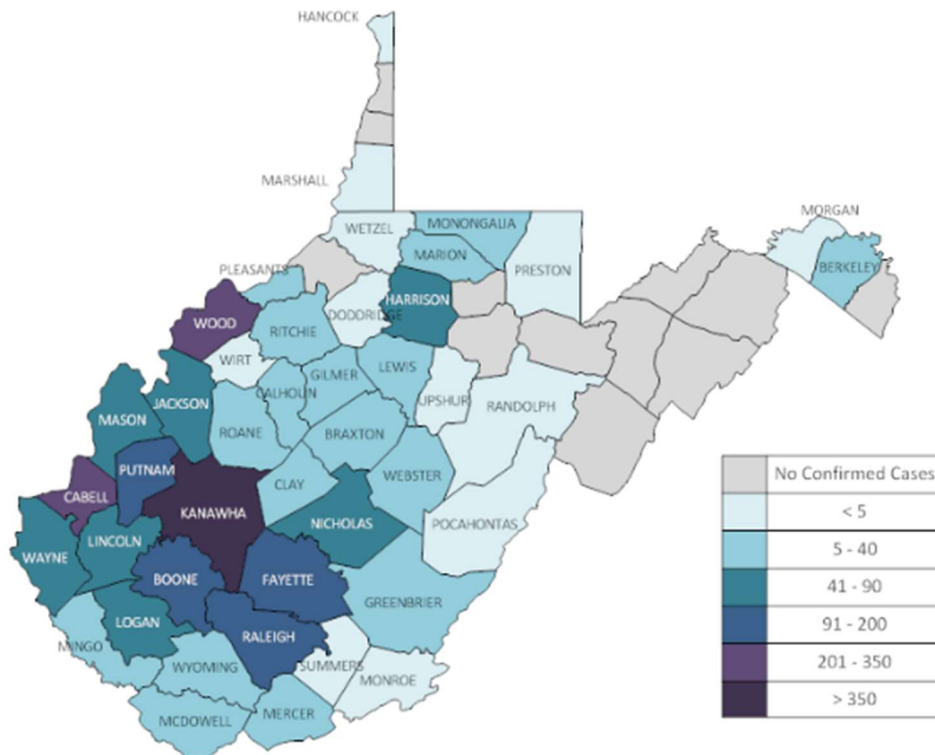 HANCOCK
MARSHALL
MORGAN
WETZEL
MONONGALIA
MARION
PRESTON
BERKELEY
PLEASANTS
HARRISON
DODDRIDGE
WOOD
RITCHIE
WIRT
GILMER
LEWIS
CALHOUN
UPSHUR
RANDOLPH
JACKSON
MASON
ROANE
BRAXTON
PUTNAM
WEBSTER
CLAY
CABELL
KANAWHA
NICHOLAS
POCAHONTAS
LINCOLN
WAYNE
BOONE
FAYETTE
GREENBRIER
LOGAN
RALEIGH
MINGO
WYOMING
SUMMERS
MONROE
MCDOWELL
MERCER
No Confirmed Cases
< 5
5 - 40
41 - 90
91 - 200
201 - 350
> 350